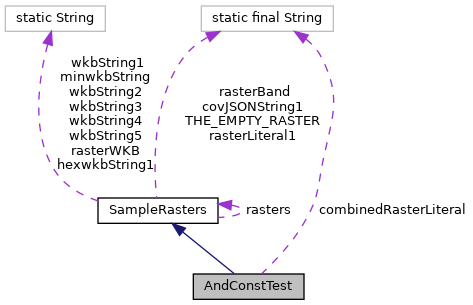 static String
static final String
wkbString1
minwkbString
wkbString2
wkbString3
wkbString4
wkbString5
rasterWKB
hexwkbString1
rasterBand
covJSONString1
THE_EMPTY_RASTER
rasterLiteral1
SampleRasters
rasters
combinedRasterLiteral
AndConstTest